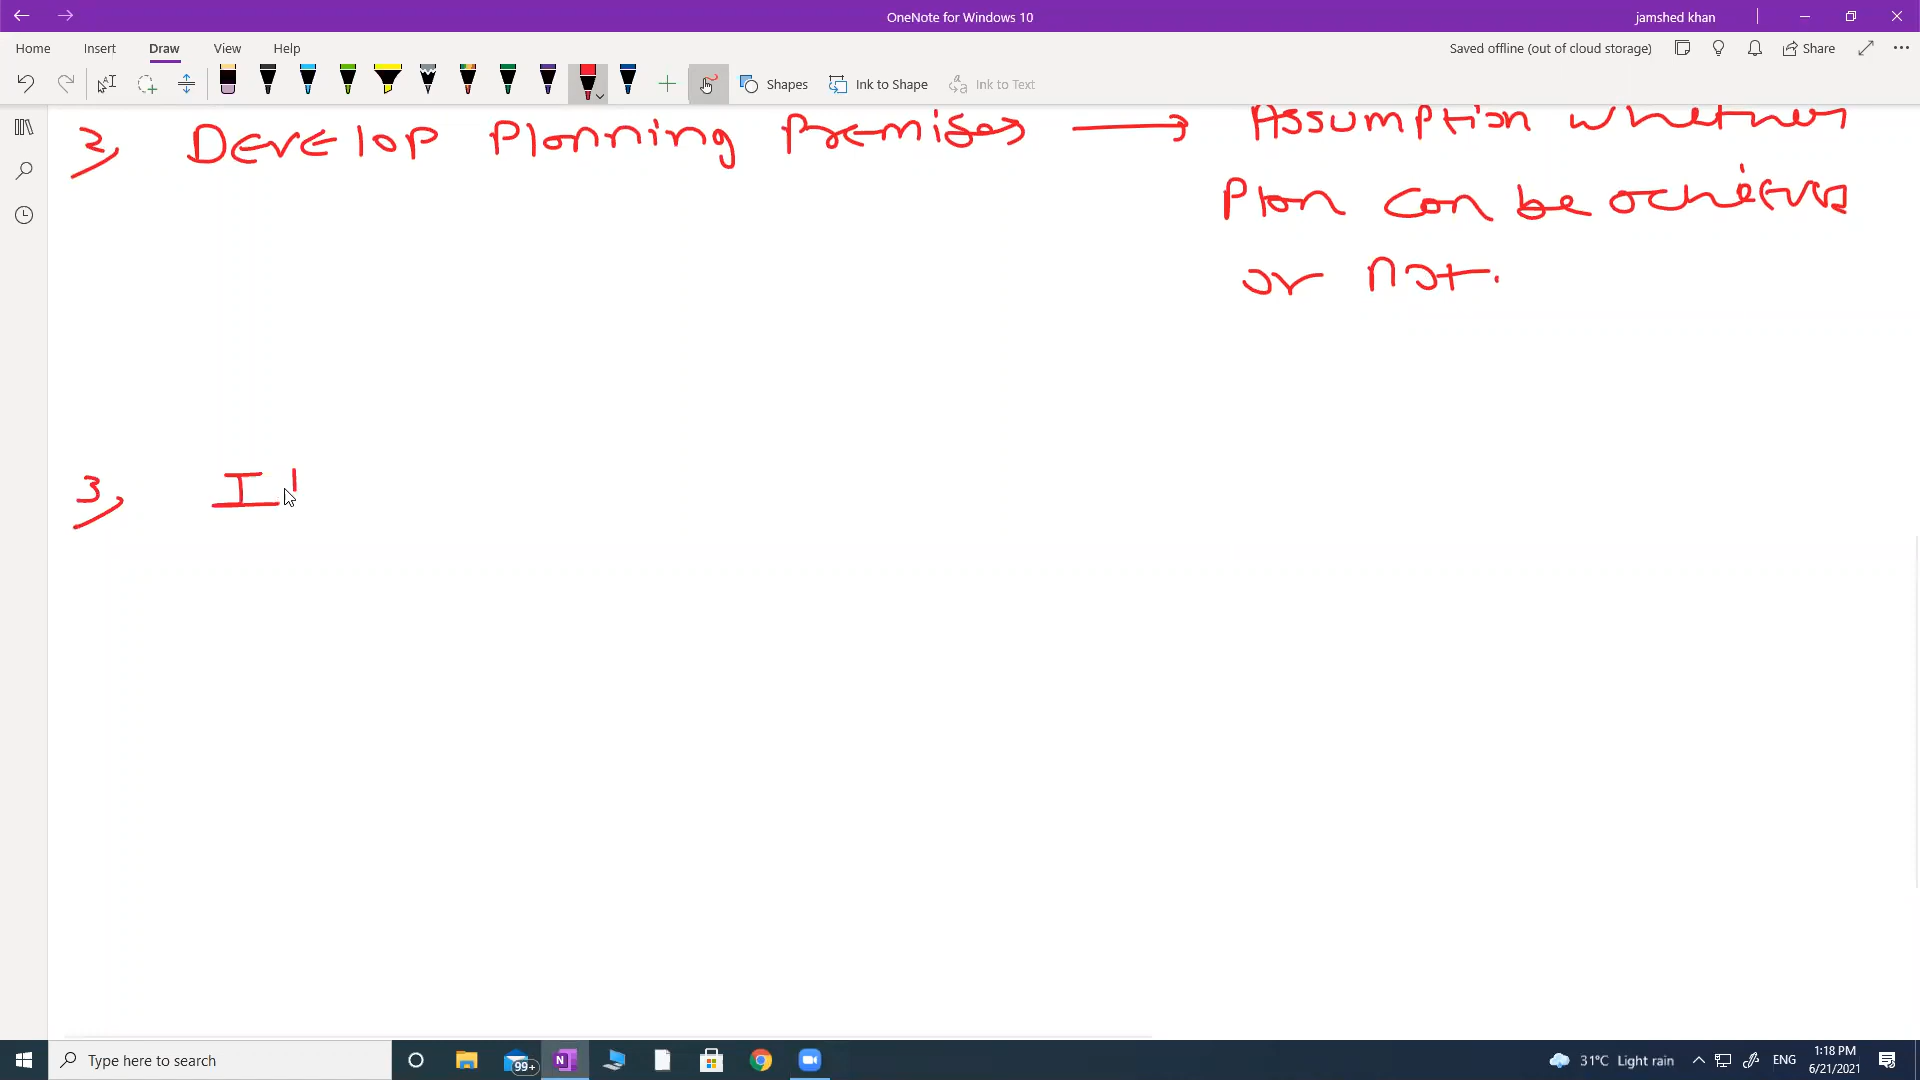 OneNote for Windows 10
jamshed khan
Home Insert Draw View Help
Saved offline (out of cloud storage)
Share
Shapes
Ink to Shape
Ink to Text
2, Develop Planning Premises → Assumption whether
Plan can be achieved
or not.
3, I
Type here to search
99+
N
31°C Light rain
ENG
1:18 PM
6/21/2021